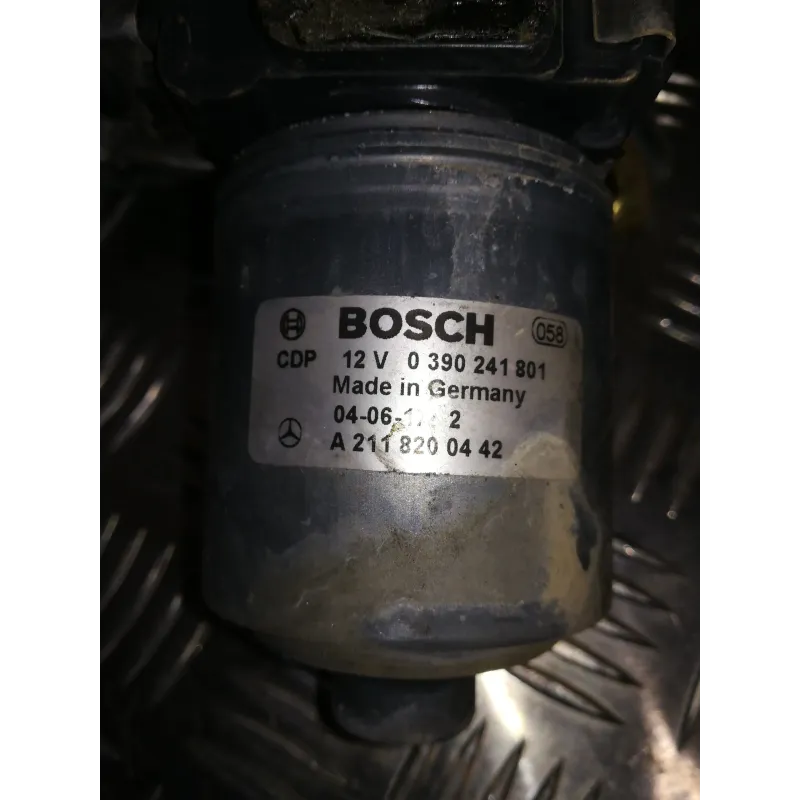 BOSCH 058
CDP 12 V 0 390 241 801
Made in Germany
A 211 820 04 42